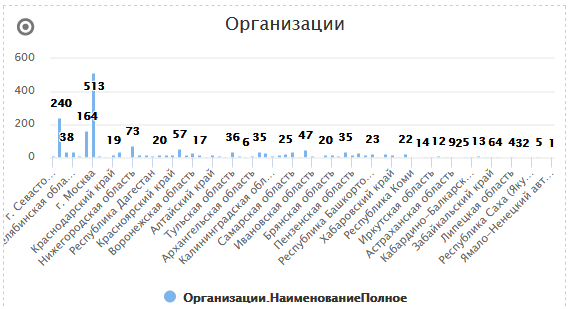 Организации
600
400
200
0
240
38
164
513
19
73
20
57
17
36
6
35
25
47
20
35
23
22
14
12
9
25
13
64
4
32
5
1
г. Севасто...
елябинская обла...
г. Москва
Краснодарский край
Нижегородская область
Республика Дагестан
Красноярский край
Воронежская область
Алтайский край
Тульская область
Архангельская область
Калининградская обл...
Самарская область
Ивановская область
Брянская область
Пензенская область
Республика Башкорто...
Хабаровский край
Республика Коми
Иркутская область
Астраханская область
Кабардино-Балкарск...
Забайкальский край
Липецкая область
Республика Саха (Яку...
Ямало-Ненецкий авт...
Организации.НаименованиеПолное